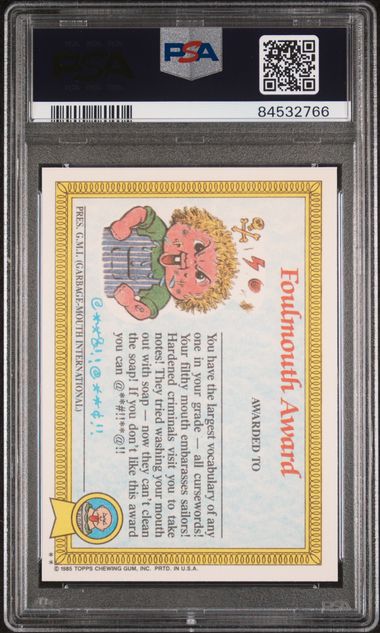 PSA
PSA
84532766
Foulmouth Award
AWARDED TO
You have the largest vocabulary of any
one in your grade — all cursewords!
Your filthy mouth embarasses sailors!
Hardened criminals visit you to take
notes! They tried washing your mouth
out with soap — now they can't clean
the soap! If you don't like this award
you can @**#!!**@!!
@**&!!,@***¢!!
PRES. G.M.I. (GARBAGE-MOUTH INTERNATIONAL)
** © 1985 TOPPS CHEWING GUM, INC. PRTD. IN U.S.A.
PSA